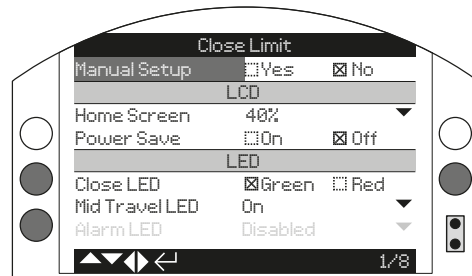 Close Limit
Manual Setup Yes No
LCD
Home Screen 40%
Power Save On Off
LED
Close LED Green Red
Mid Travel LED On
Alarm LED Disabled
1/8